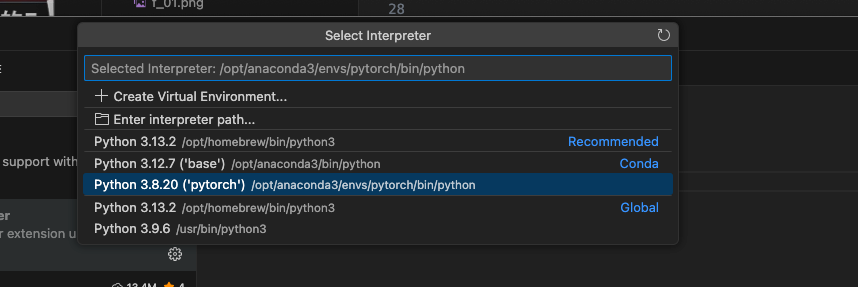 f_01.png
28
Select Interpreter
Selected Interpreter: /opt/anaconda3/envs/pytorch/bin/python
Create Virtual Environment...
Enter interpreter path...
Python 3.13.2 /opt/homebrew/bin/python3 Recommended
support with
Python 3.12.7 ('base') /opt/anaconda3/bin/python Conda
Python 3.8.20 ('pytorch') /opt/anaconda3/envs/pytorch/bin/python
Python 3.13.2 /opt/homebrew/bin/python3 Global
er
Python 3.9.6 /usr/bin/python3
r extension u
13.4M 4